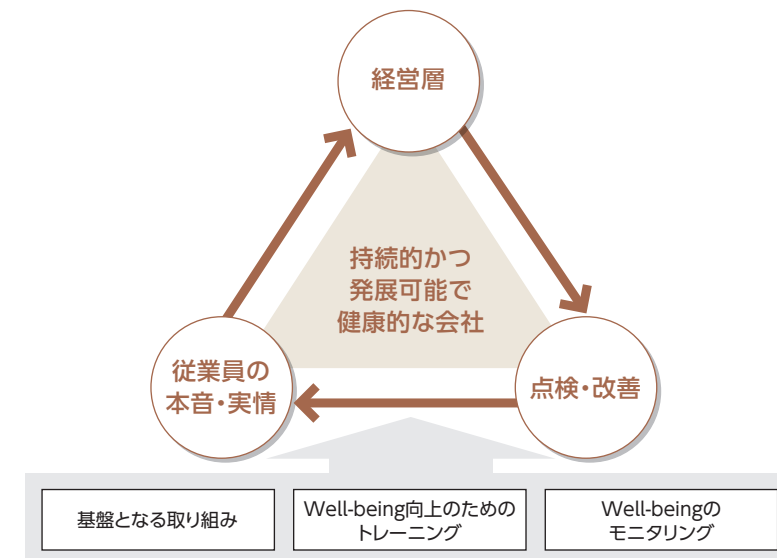 経営層
持続的かつ
発展可能で
健康的な会社
従業員の
本音・実情
点検・改善
基盤となる取り組み
Well-being向上のための
トレーニング
Well-beingの
モニタリング